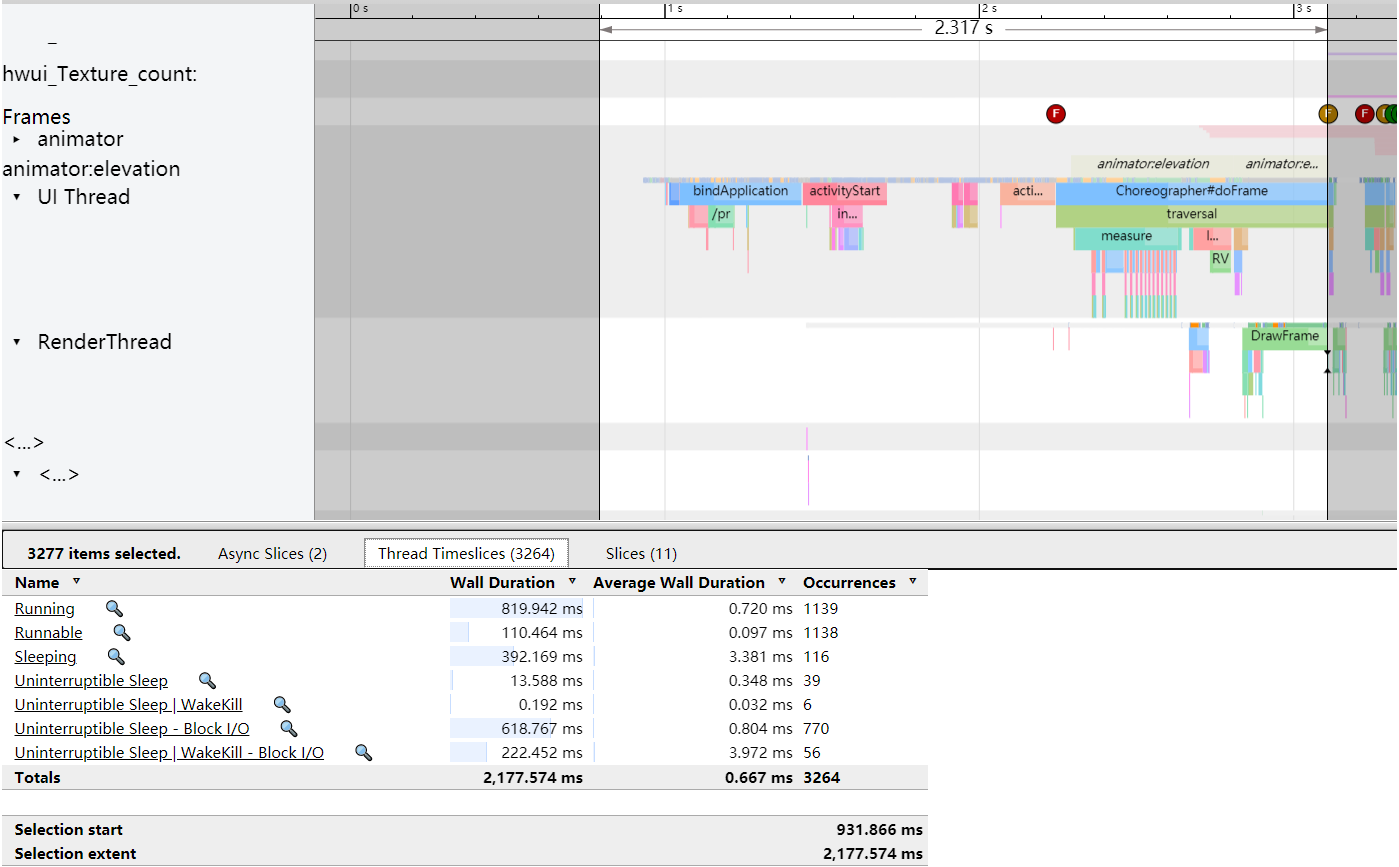 0 s
1 s
2 s
3 s
2.317 s
hwui_Texture_count:
Frames
F
F
F
F
▸ animator
animator:elevation
animator:elevation
animator:e...
▾ UI Thread
bindApplication
activityStart
acti...
Choreographer#doFrame
/pr
in...
traversal
measure
l...
RV
▾ RenderThread
DrawFrame
<...>
▾ <...>
3277 items selected.
Async Slices (2)
Thread Timeslices (3264)
Slices (11)
Name ▿ Wall Duration ▿ Average Wall Duration ▿ Occurrences ▿
Running 819.942 ms 0.720 ms 1139
Runnable 110.464 ms 0.097 ms 1138
Sleeping 392.169 ms 3.381 ms 116
Uninterruptible Sleep 13.588 ms 0.348 ms 39
Uninterruptible Sleep | WakeKill 0.192 ms 0.032 ms 6
Uninterruptible Sleep - Block I/O 618.767 ms 0.804 ms 770
Uninterruptible Sleep | WakeKill - Block I/O 222.452 ms 3.972 ms 56
Totals 2,177.574 ms 0.667 ms 3264
Selection start 931.866 ms
Selection extent 2,177.574 ms